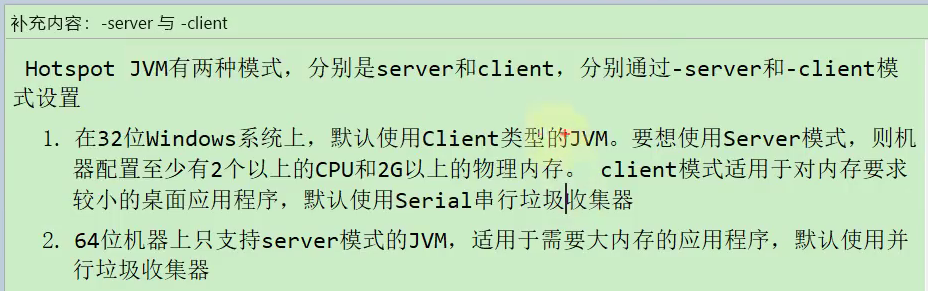 补充内容：-server 与 -client
Hotspot JVM有两种模式，分别是server和client，分别通过-server和-client模
式设置
1. 在32位Windows系统上，默认使用Client类型的JVM。要想使用Server模式，则机
器配置至少有2个以上的CPU和2G以上的物理内存。 client模式适用于对内存要求
较小的桌面应用程序，默认使用Serial串行垃圾收集器
2. 64位机器上只支持server模式的JVM，适用于需要大内存的应用程序，默认使用并
行垃圾收集器